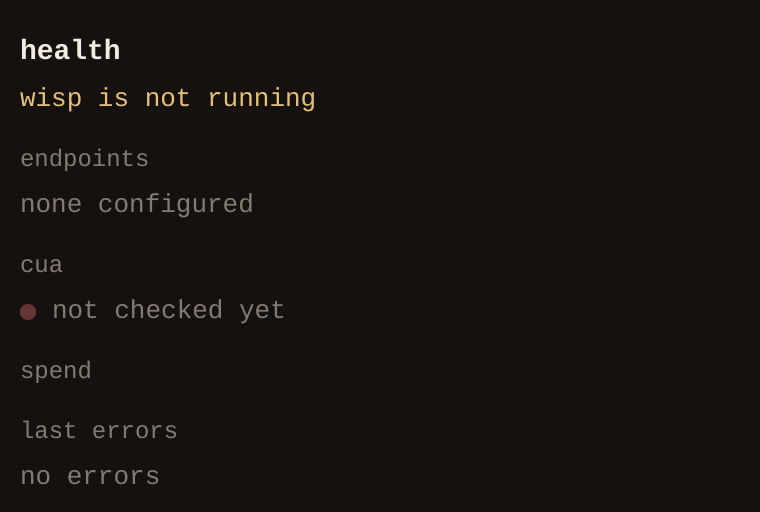 health
wisp is not running
endpoints
none configured
cua
not checked yet
spend
last errors
no errors